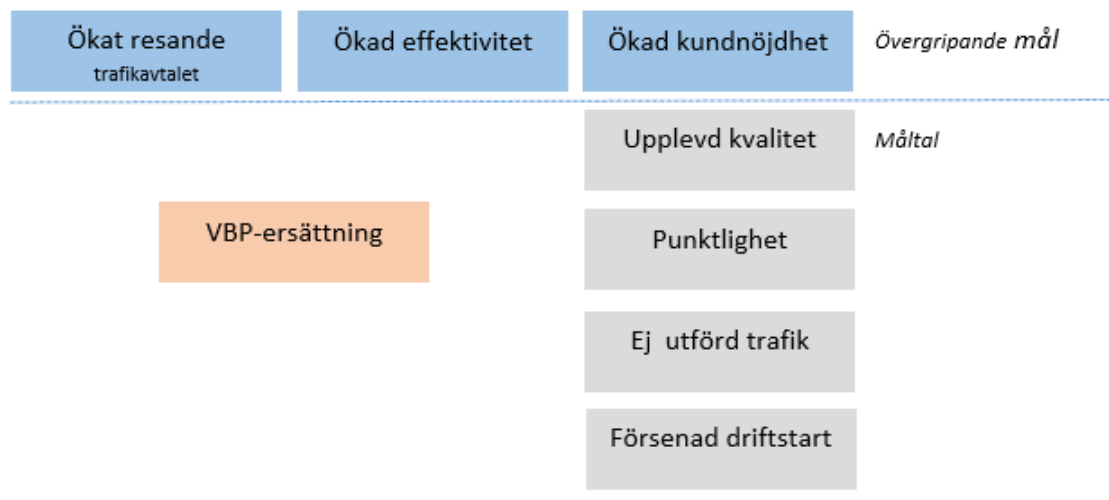 Ökat resande
trafikavtalet
Ökad effektivitet
Ökad kundnöjdhet
Övergripande mål
Upplevd kvalitet
Måltal
VBP-ersättning
Punktlighet
Ej  utförd trafik
Försenad driftstart